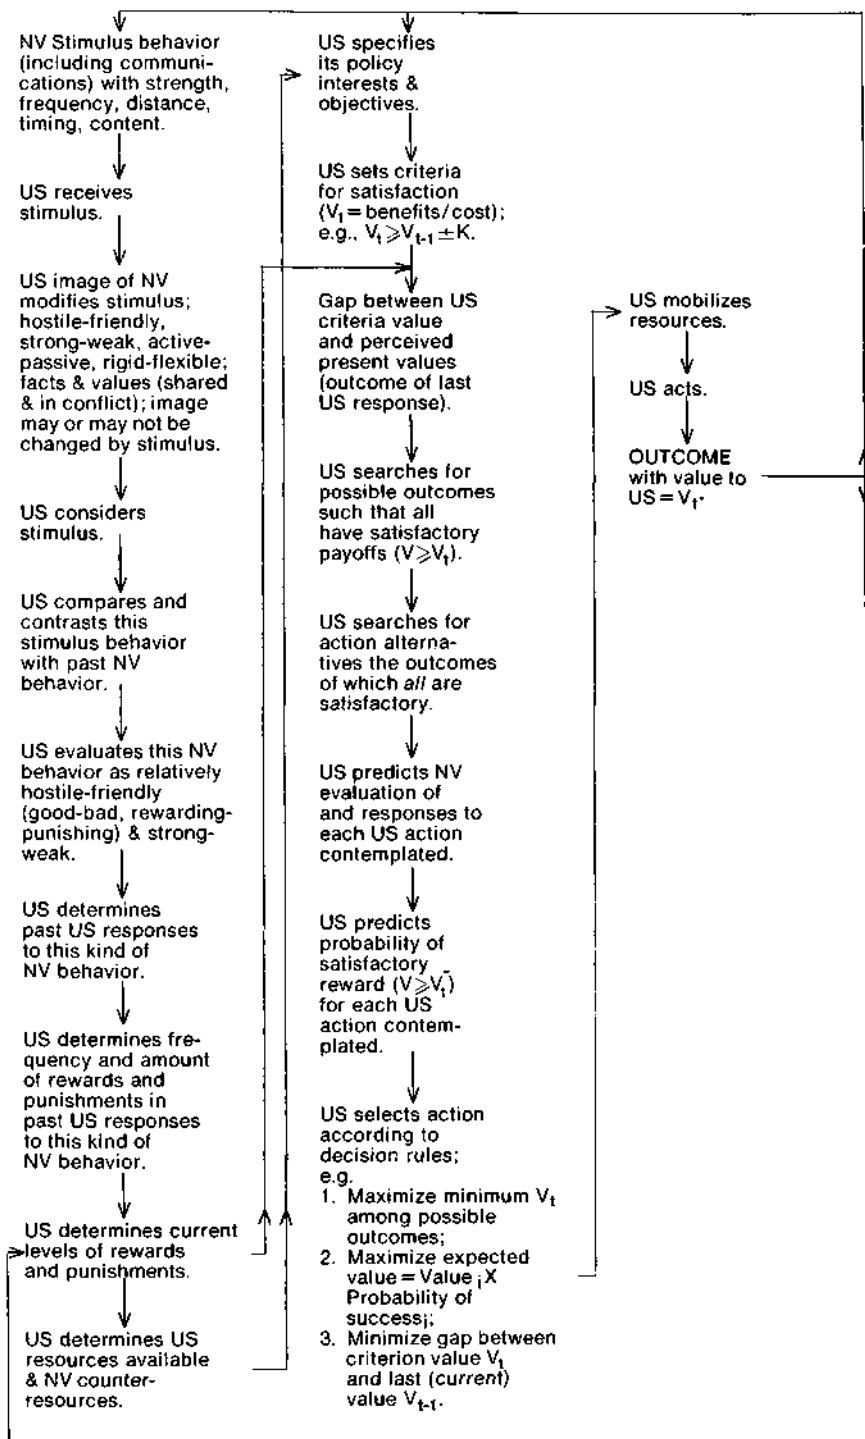 NV Stimulus behavior
(including communi-
cations) with strength,
frequency, distance,
timing, content.
US receives
stimulus.
US image of NV
modifies stimulus;
hostile-friendly,
strong-weak, active-
passive, rigid-flexible;
facts & values (shared
& in conflict); image
may or may not be
changed by stimulus.
US considers
stimulus.
US compares and
contrasts this
stimulus behavior
with past NV
behavior.
US evaluates this NV
behavior as relatively
hostile-friendly
(good-bad, rewarding-
punishing) & strong-
weak.
US determines
past US responses
to this kind of
NV behavior.
US determines fre-
quency and amount
of rewards and
punishments in
past US responses
to this kind of
NV behavior.
US determines current
levels of rewards
and punishments.
US determines US
resources available
& NV counter-
resources.
US specifies
its policy
interests &
objectives.
US sets criteria
for satisfaction
(Vt = benefits/cost);
e.g., Vt ⩾ Vt-1 ± K.
Gap between US
criteria value
and perceived
present values
(outcome of last
US response).
US searches for
possible outcomes
such that all
have satisfactory
payoffs (V ⩾ Vt).
US searches for
action alterna-
tives the outcomes
of which all are
satisfactory.
US predicts NV
evaluation of
and responses to
each US action
contemplated.
US predicts
probability of
satisfactory
reward (V ⩾ Vt)
for each US
action contem-
plated.
US selects action
according to
decision rules;
e.g.
1. Maximize minimum Vt
among possible
outcomes;
2. Maximize expected
value = Value i X
Probability of
success i;
3. Minimize gap between
criterion value Vt
and last (current)
value Vt-1.
US mobilizes
resources.
US acts.
OUTCOME
with value to
US = Vt.